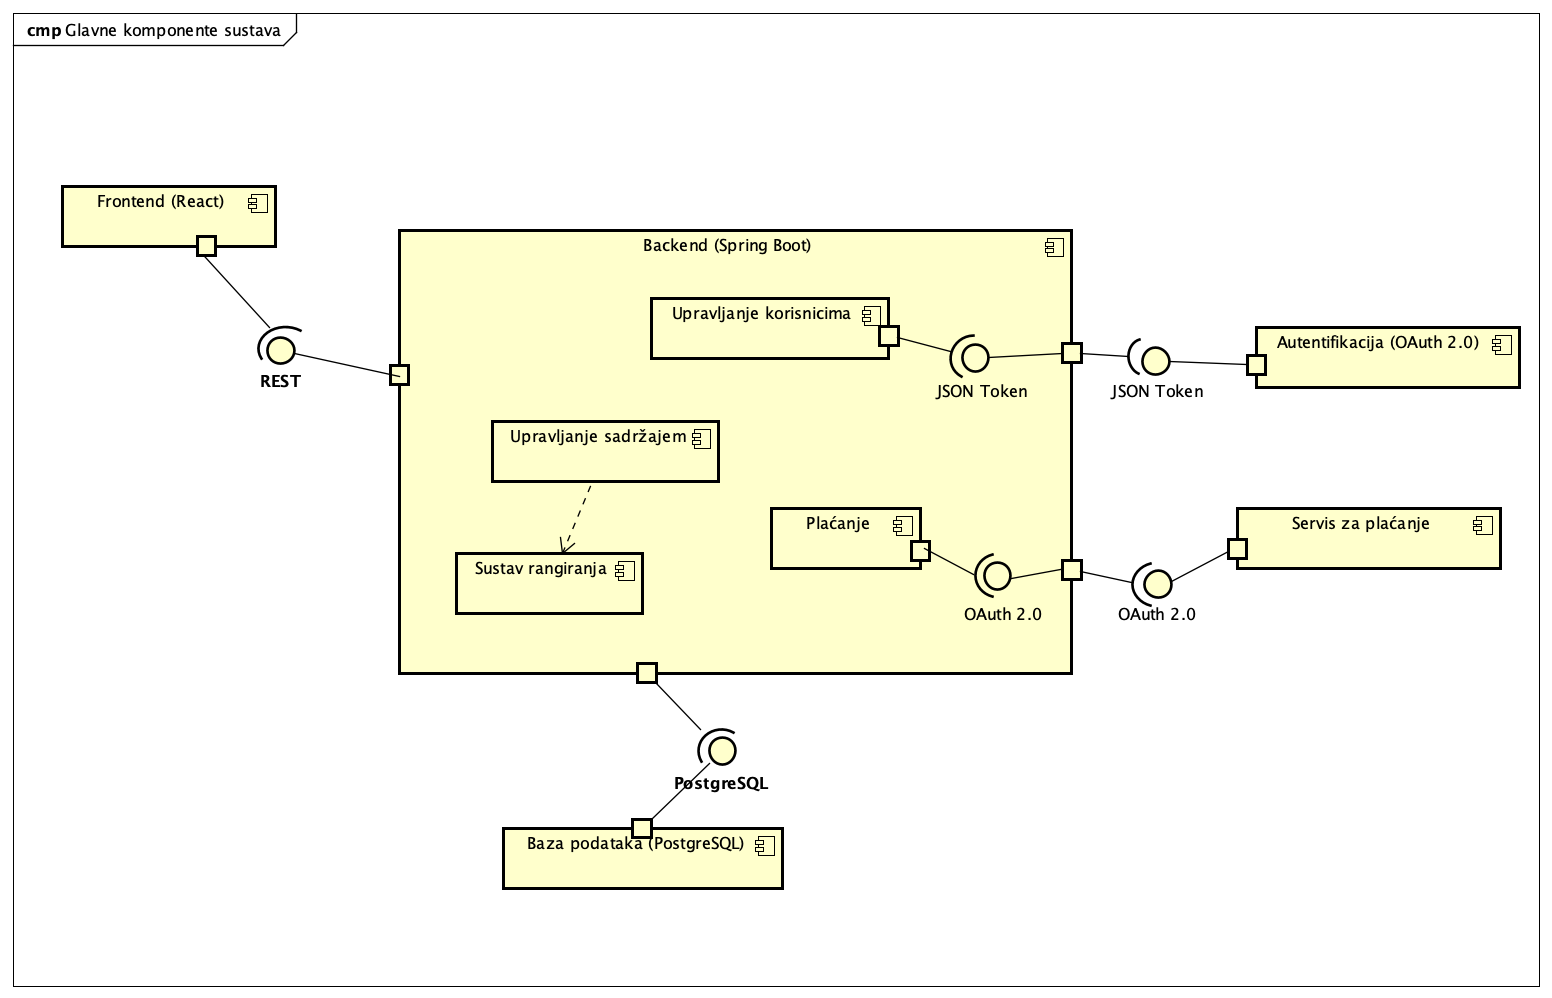 cmp Glavne komponente sustava
Frontend (React)
Backend (Spring Boot)
Upravljanje korisnicima
Autentifikacija (OAuth 2.0)
REST
JSON Token
JSON Token
Upravljanje sadržajem
Plaćanje
Servis za plaćanje
Sustav rangiranja
OAuth 2.0
OAuth 2.0
PostgreSQL
Baza podataka (PostgreSQL)